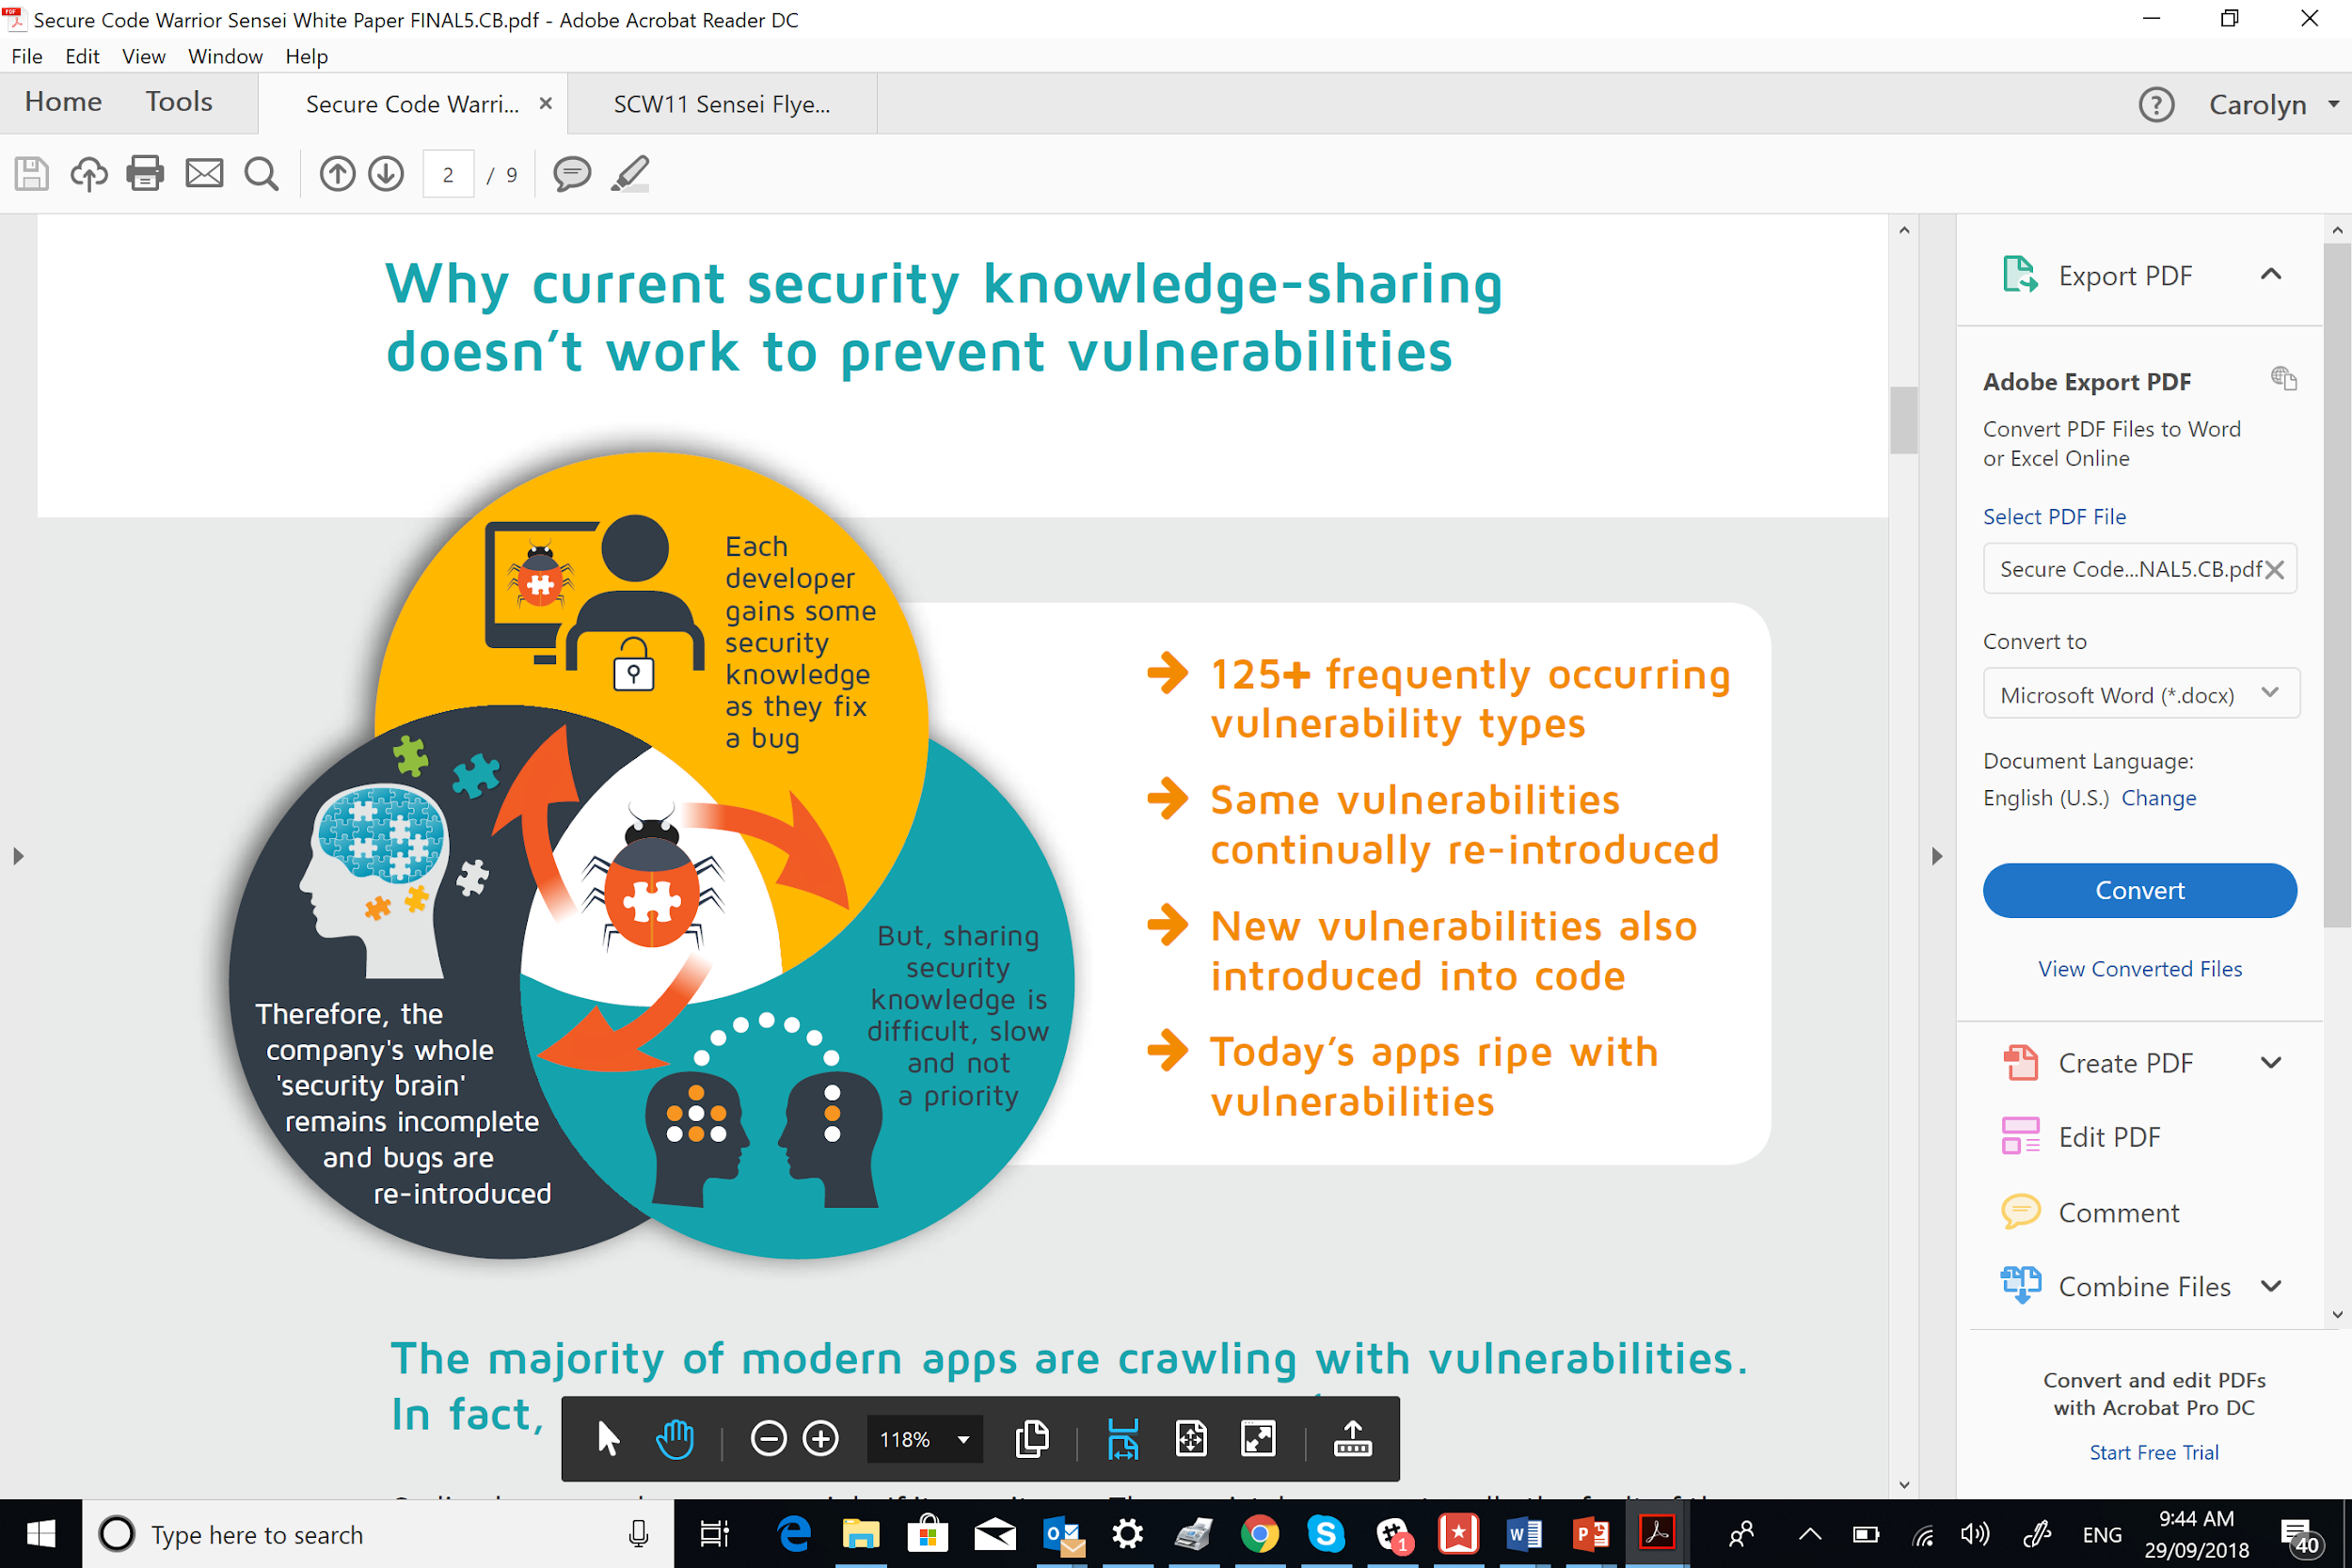 Secure Code Warrior Sensei White Paper FINAL5.CB.pdf - Adobe Acrobat Reader DC
File Edit View Window Help
Home Tools Secure Code Warri... × SCW11 Sensei Flye... ? Carolyn
2 / 9
Why current security knowledge-sharing
doesn't work to prevent vulnerabilities
Each
developer
gains some
security
knowledge
as they fix
a bug
But, sharing
security
knowledge is
difficult, slow
and not
a priority
Therefore, the
company's whole
'security brain'
remains incomplete
and bugs are
re-introduced
125+ frequently occurring
vulnerability types
Same vulnerabilities
continually re-introduced
New vulnerabilities also
introduced into code
Today's apps ripe with
vulnerabilities
The majority of modern apps are crawling with vulnerabilities.
In fact,
118%
Export PDF
Adobe Export PDF
Convert PDF Files to Word
or Excel Online
Select PDF File
Secure Code...NAL5.CB.pdf
Convert to
Microsoft Word (*.docx)
Document Language:
English (U.S.) Change
Convert
View Converted Files
Create PDF
Edit PDF
Comment
Combine Files
Convert and edit PDFs
with Acrobat Pro DC
Start Free Trial
Type here to search
1
ENG
9:44 AM
29/09/2018
40